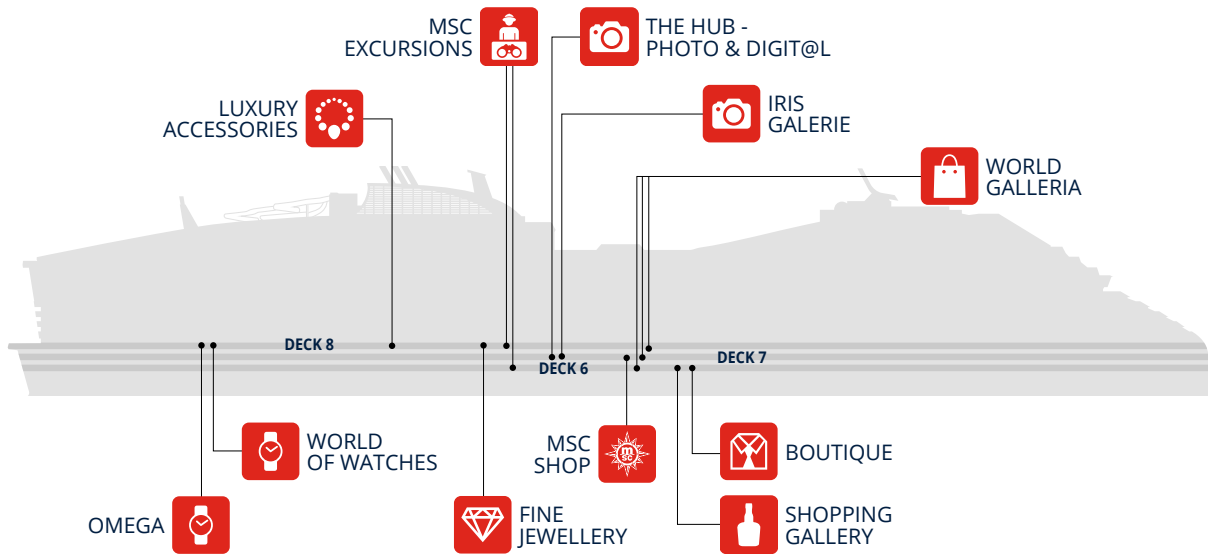 MSC
EXCURSIONS
THE HUB -
PHOTO & DIGIT@L
LUXURY
ACCESSORIES
IRIS
GALERIE
WORLD
GALLERIA
DECK 8
DECK 7
DECK 6
WORLD
OF WATCHES
MSC
SHOP
msc
BOUTIQUE
OMEGA
FINE
JEWELLERY
SHOPPING
GALLERY